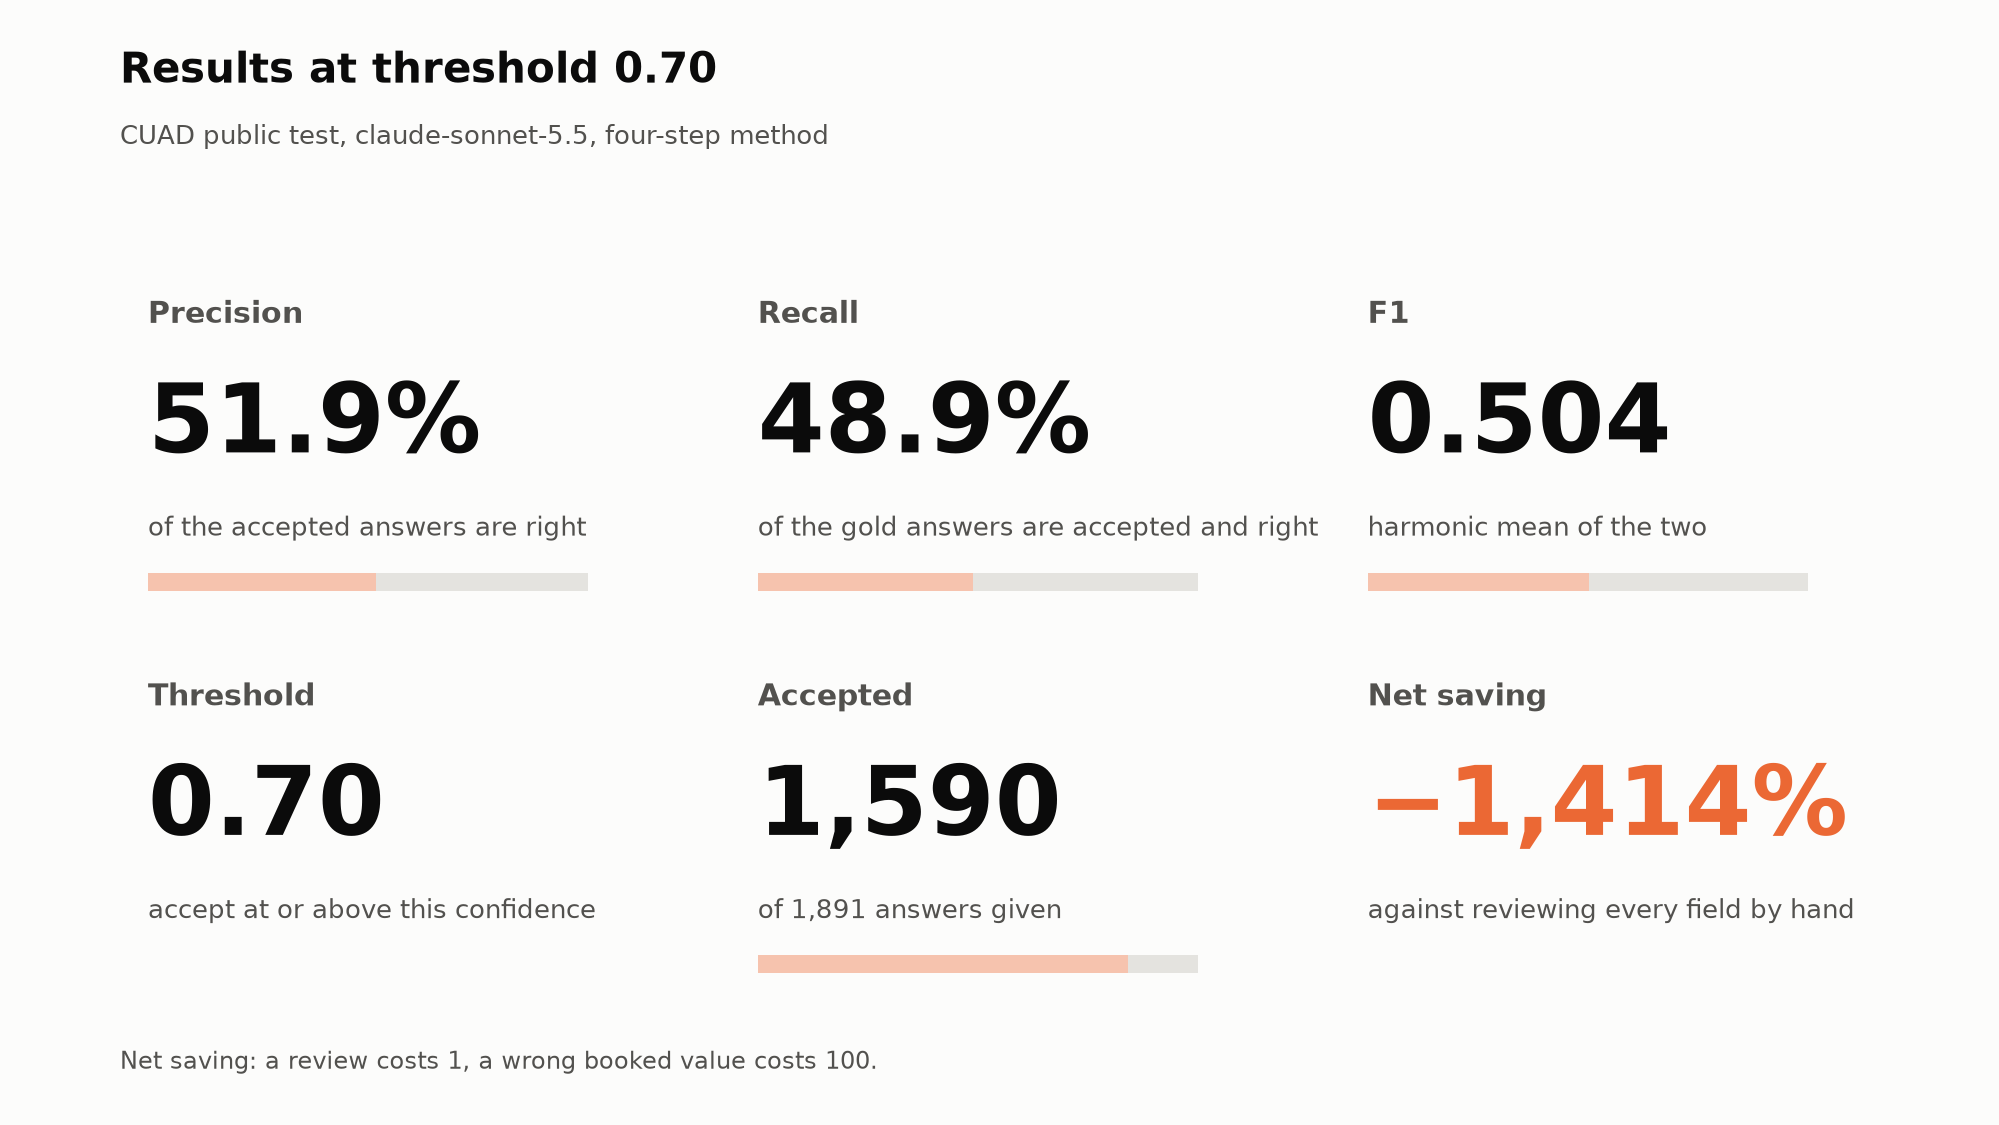 Results at threshold 0.70
CUAD public test, claude-sonnet-5.5, four-step method
Precision
51.9%
of the accepted answers are right
Recall
48.9%
of the gold answers are accepted and right
F1
0.504
harmonic mean of the two
Threshold
0.70
accept at or above this confidence
Accepted
1,590
of 1,891 answers given
Net saving
−1,414%
against reviewing every field by hand
Net saving: a review costs 1, a wrong booked value costs 100.